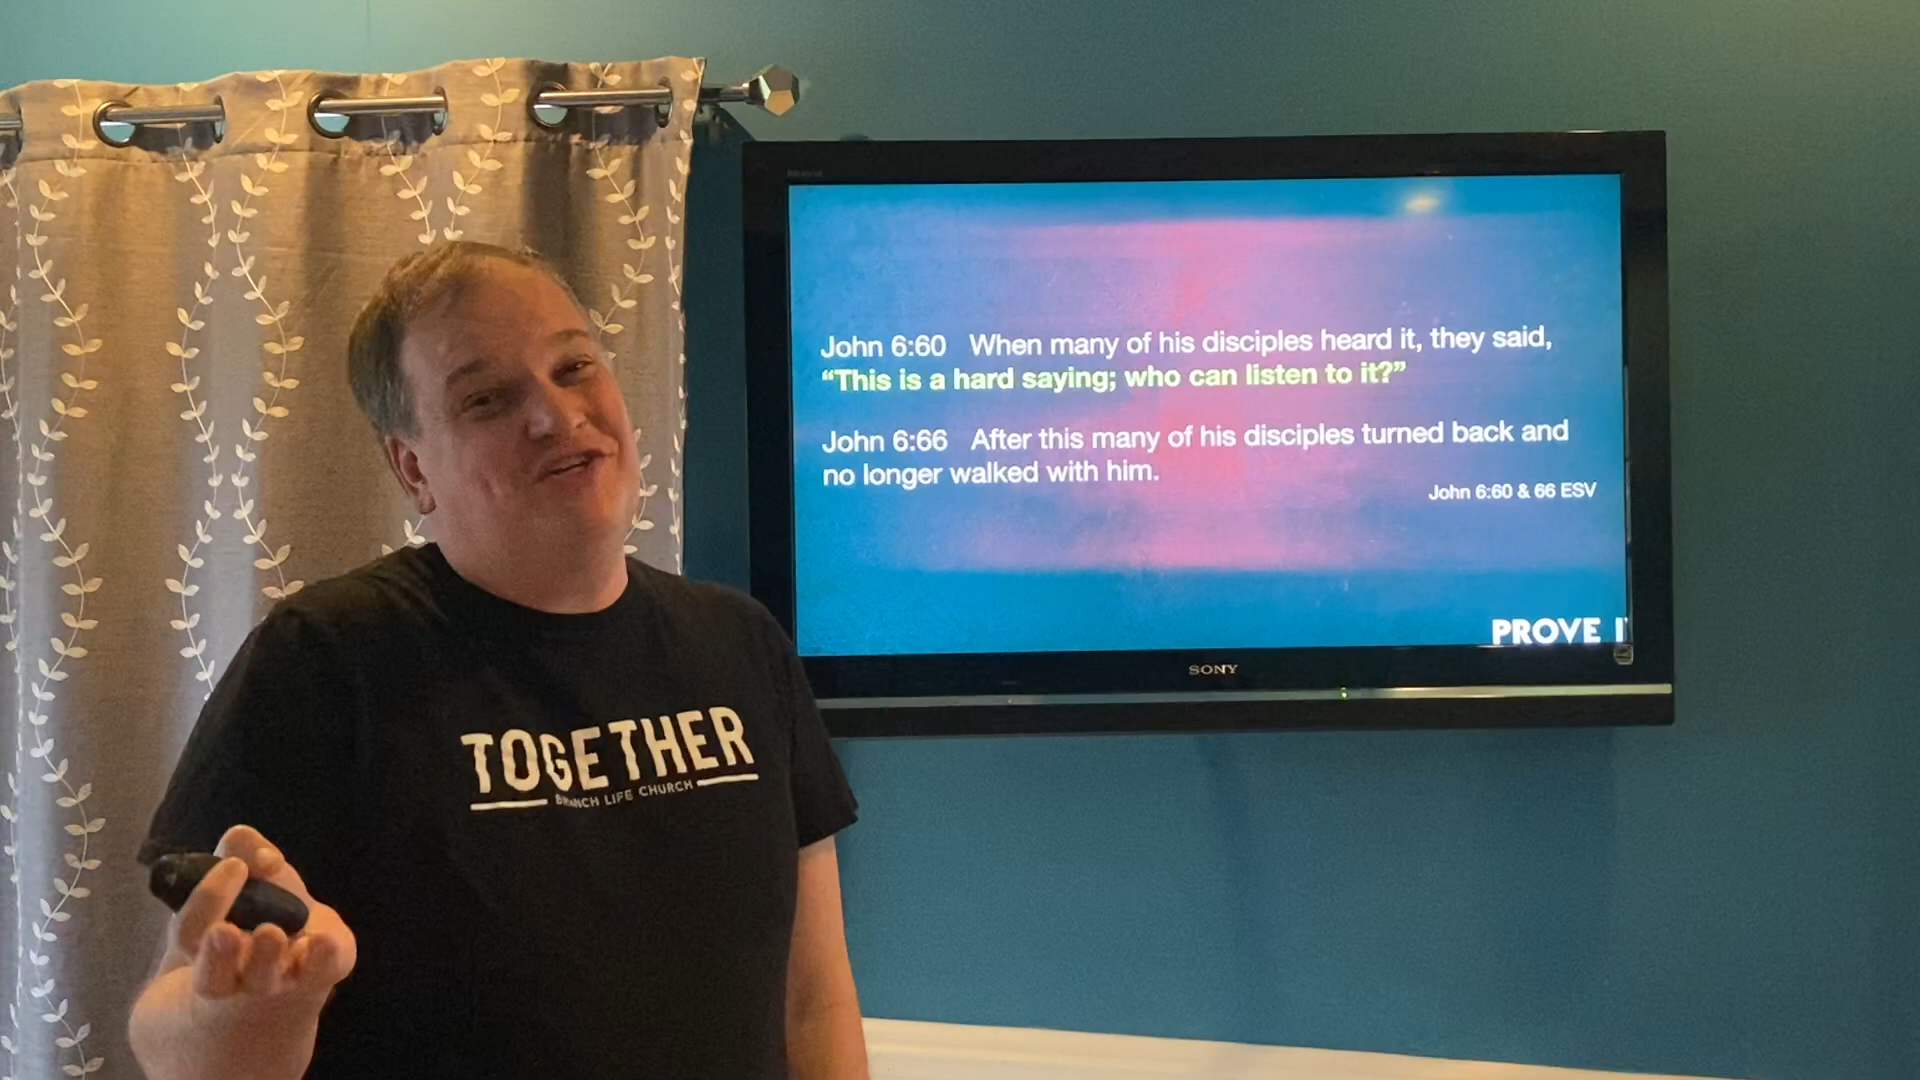 John 6:60 When many of his disciples heard it, they said,
“This is a hard saying; who can listen to it?”
John 6:66 After this many of his disciples turned back and
no longer walked with him.
John 6:60 & 66 ESV
PROVE I
SONY
TOGETHER
BRANCH LIFE CHURCH